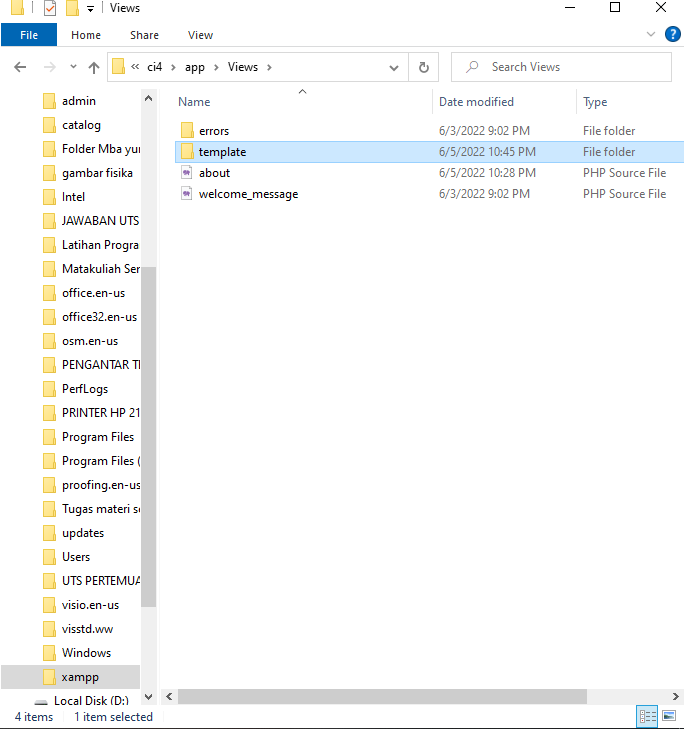 Views
File Home Share View
« ci4 › app › Views ›
Search Views
admin
catalog
Folder Mba yur
gambar fisika
Intel
JAWABAN UTS
Latihan Progra
Matakuliah Ser
office.en-us
office32.en-us
osm.en-us
PENGANTAR TI
PerfLogs
PRINTER HP 21
Program Files
Program Files (
proofing.en-us
Tugas materi se
updates
Users
UTS PERTEMUA
visio.en-us
visstd.ww
Windows
xampp
Local Disk (D:)
Name Date modified Type
errors 6/3/2022 9:02 PM File folder
template 6/5/2022 10:45 PM File folder
about 6/5/2022 10:28 PM PHP Source File
welcome_message 6/3/2022 9:02 PM PHP Source File
4 items 1 item selected